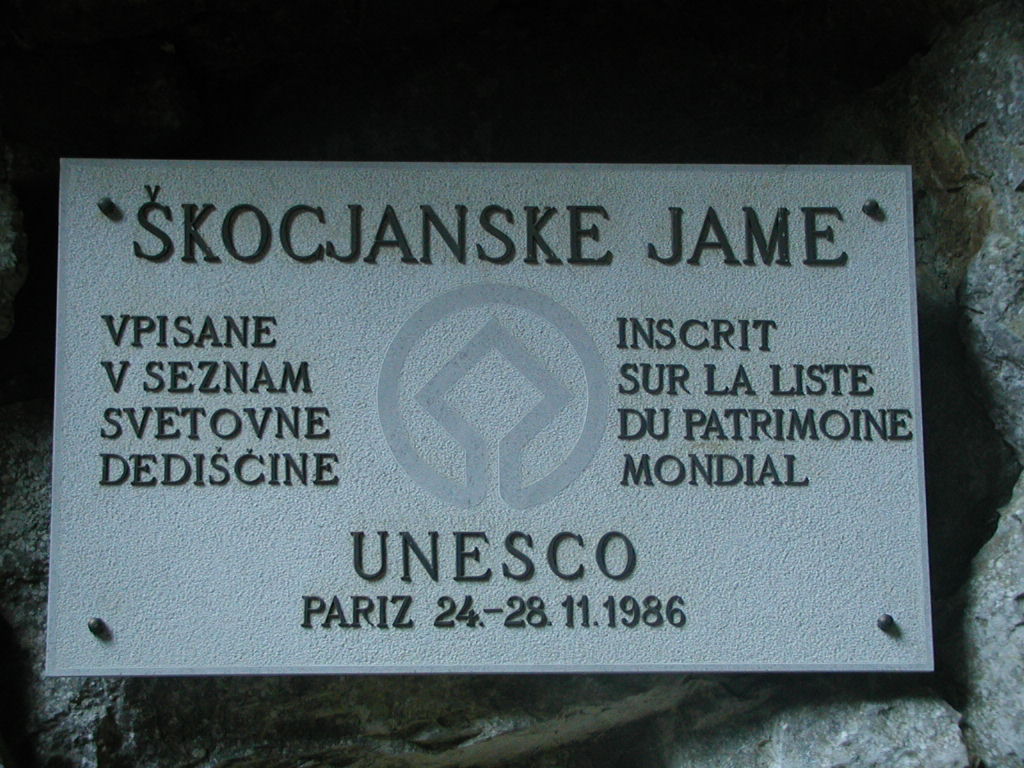 ŠKOCJANSKE JAME
VPISANE
V SEZNAM
SVETOVNE
DEDIŠČINE
INSCRIT
SUR LA LISTE
DU PATRIMOINE
MONDIAL
UNESCO
PARIZ 24.-28.11.1986